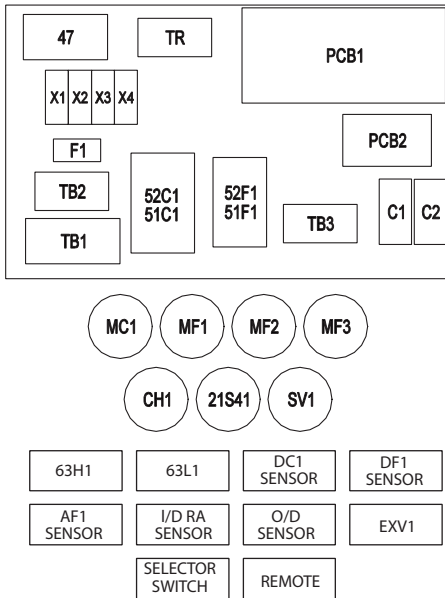 47
TR
PCB1
X1
X2
X3
X4
PCB2
F1
TB2
52C1
51C1
52F1
51F1
C1
C2
TB1
TB3
MC1
MF1
MF2
MF3
CH1
21S41
SV1
63H1
63L1
DC1
SENSOR
DF1
SENSOR
AF1
SENSOR
I/D RA
SENSOR
O/D
SENSOR
EXV1
SELECTOR
SWITCH
REMOTE